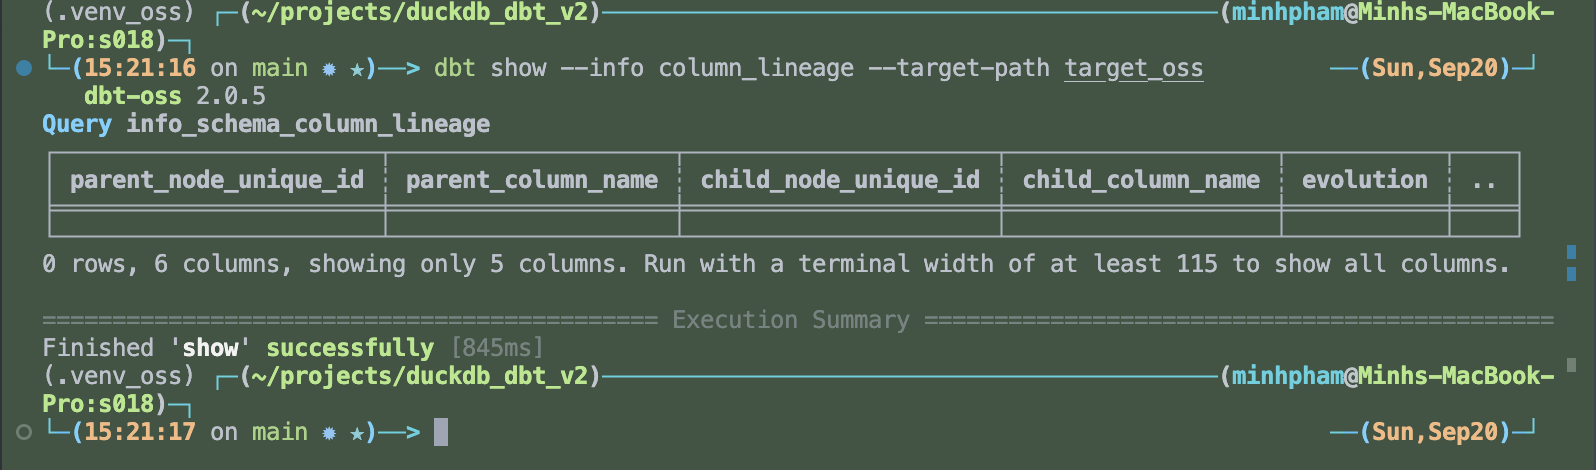 (.venv_oss) ┌─(~/projects/duckdb_dbt_v2)────────────────────────────────────────────(minhpham@Minhs-MacBook-
Pro:s018)─┐
└─(15:21:16 on main ✹ ★)──> dbt show --info column_lineage --target-path target_oss ──(Sun,Sep20)─┘
dbt-oss 2.0.5
Query info_schema_column_lineage
parent_node_unique_id ┆ parent_column_name ┆ child_node_unique_id ┆ child_column_name ┆ evolution ┆ ..
0 rows, 6 columns, showing only 5 columns. Run with a terminal width of at least 115 to show all columns.
============================================ Execution Summary =============================================
Finished 'show' successfully [845ms]
(.venv_oss) ┌─(~/projects/duckdb_dbt_v2)────────────────────────────────────────────(minhpham@Minhs-MacBook-
Pro:s018)─┐
└─(15:21:17 on main ✹ ★)──> ──(Sun,Sep20)─┘